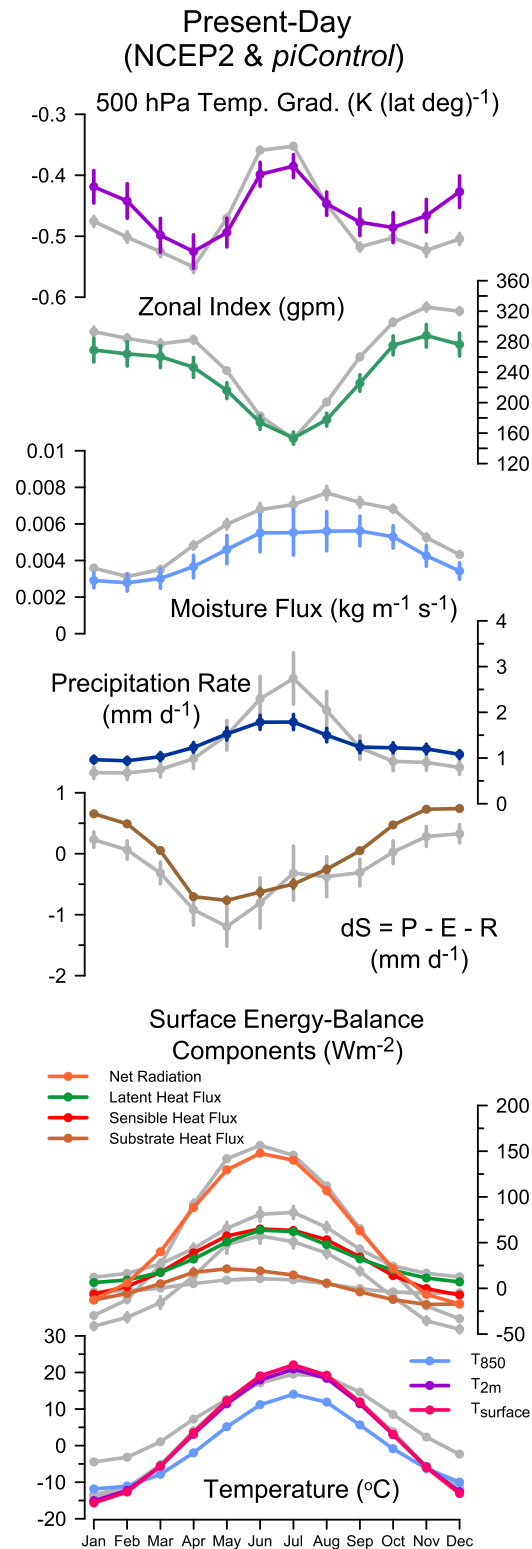 Present-Day
(NCEP2 & piControl)
500 hPa Temp. Grad. (K (lat deg)⁻¹)
-0.3
-0.4
-0.5
-0.6
Zonal Index (gpm)
360
320
280
240
200
160
120
0.01
0.008
0.006
0.004
0.002
0
Moisture Flux (kg m⁻¹ s⁻¹)
Precipitation Rate
(mm d⁻¹)
4
3
2
1
0
1
0
-1
-2
dS = P - E - R
(mm d⁻¹)
Surface Energy-Balance
Components (Wm⁻²)
Net Radiation
Latent Heat Flux
Sensible Heat Flux
Substrate Heat Flux
200
150
100
50
0
-50
30
20
10
0
-10
-20
T₈₅₀
T₂ₘ
Tsurface
Temperature (°C)
Jan Feb Mar Apr May Jun Jul Aug Sep Oct Nov Dec